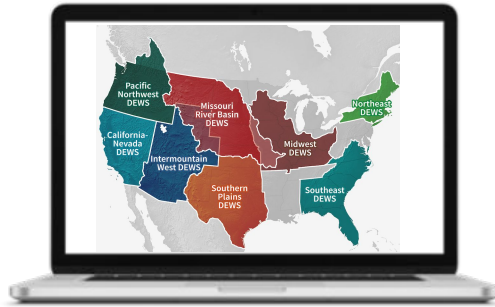 Pacific
Northwest
DEWS
Missouri
River Basin
DEWS
Northeast
DEWS
California-
Nevada
DEWS
Midwest
DEWS
Intermountain
West DEWS
Southern
Plains
DEWS
Southeast
DEWS